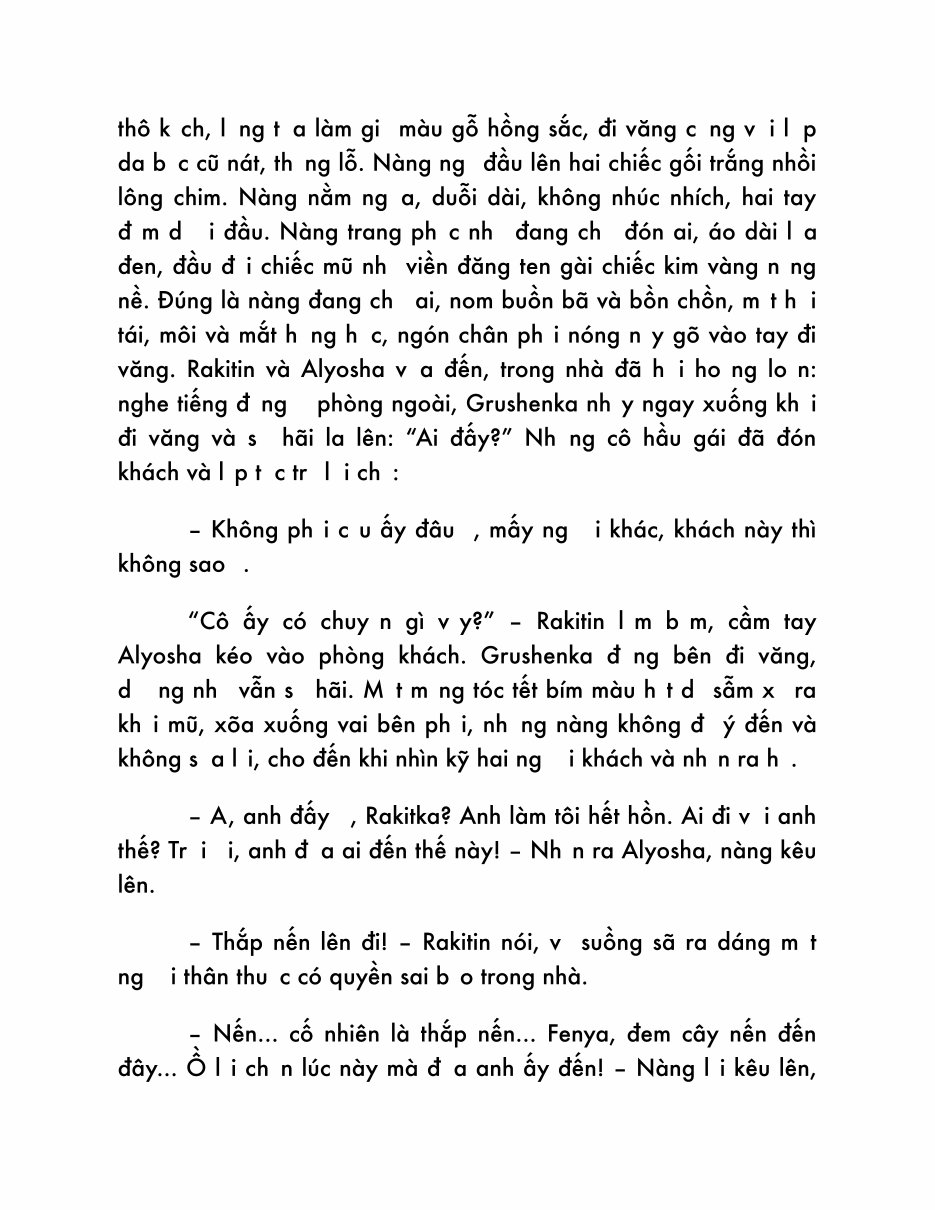 thô k ch, l ng t a làm gi  màu gỗ hồng sắc, đi văng c ng v i l p
da b c cũ nát, th ng lỗ. Nàng ng  đầu lên hai chiếc gối trắng nhồi
lông chim. Nàng nằm ng a, duỗi dài, không nhúc nhích, hai tay
đ m d  i đầu. Nàng trang ph c nh  đang ch  đón ai, áo dài l a
đen, đầu đ i chiếc mũ nh  viền đăng ten gài chiếc kim vàng n ng
nề. Đúng là nàng đang ch  ai, nom buồn bã và bồn chồn, m t h i
tái, môi và mắt h ng h c, ngón chân ph i nóng n y gõ vào tay đi
văng. Rakitin và Alyosha v a đến, trong nhà đã h i ho ng lo n:
nghe tiếng đ ng   phòng ngoài, Grushenka nh y ngay xuống kh i
đi văng và s  hãi la lên: “Ai đấy?” Nh ng cô hầu gái đã đón
khách và l p t c tr  l i ch :
– Không ph i c u ấy đâu  , mấy ng  i khác, khách này thì
không sao  .
“Cô ấy có chuy n gì v y?” – Rakitin l m b m, cầm tay
Alyosha kéo vào phòng khách. Grushenka đ ng bên đi văng,
d  ng nh  vẫn s  hãi. M t m ng tóc tết bím màu h t d  sẫm x  ra
kh i mũ, xõa xuống vai bên ph i, nh ng nàng không đ  ý đến và
không s a l i, cho đến khi nhìn kỹ hai ng  i khách và nh n ra h .
– A, anh đấy  , Rakitka? Anh làm tôi hết hồn. Ai đi v i anh
thế? Tr i  i, anh đ a ai đến thế này! – Nh n ra Alyosha, nàng kêu
lên.
– Thắp nến lên đi! – Rakitin nói, v  suồng sã ra dáng m t
ng  i thân thu c có quyền sai b o trong nhà.
– Nến... cố nhiên là thắp nến... Fenya, đem cây nến đến
đây... Ồ l i ch n lúc này mà đ a anh ấy đến! – Nàng l i kêu lên,